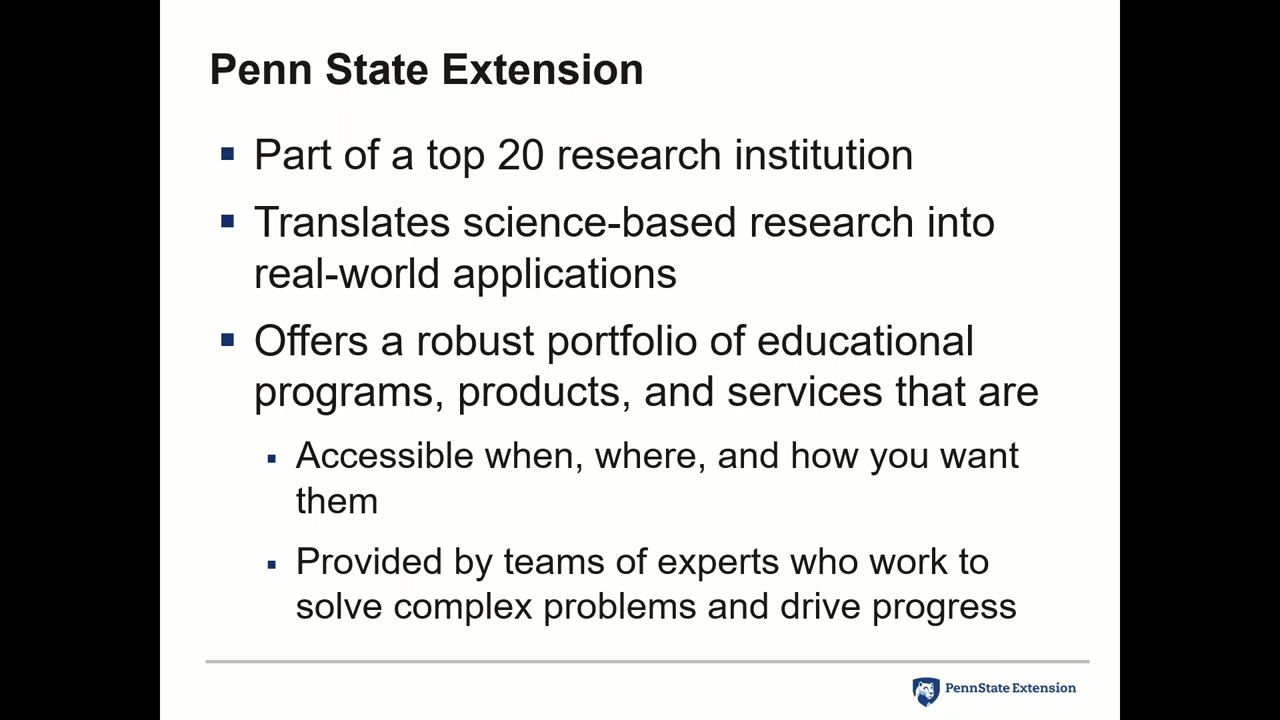 Penn State Extension
▪ Part of a top 20 research institution
▪ Translates science-based research into
real-world applications
▪ Offers a robust portfolio of educational
programs, products, and services that are
▪ Accessible when, where, and how you want
them
▪ Provided by teams of experts who work to
solve complex problems and drive progress
PennState Extension